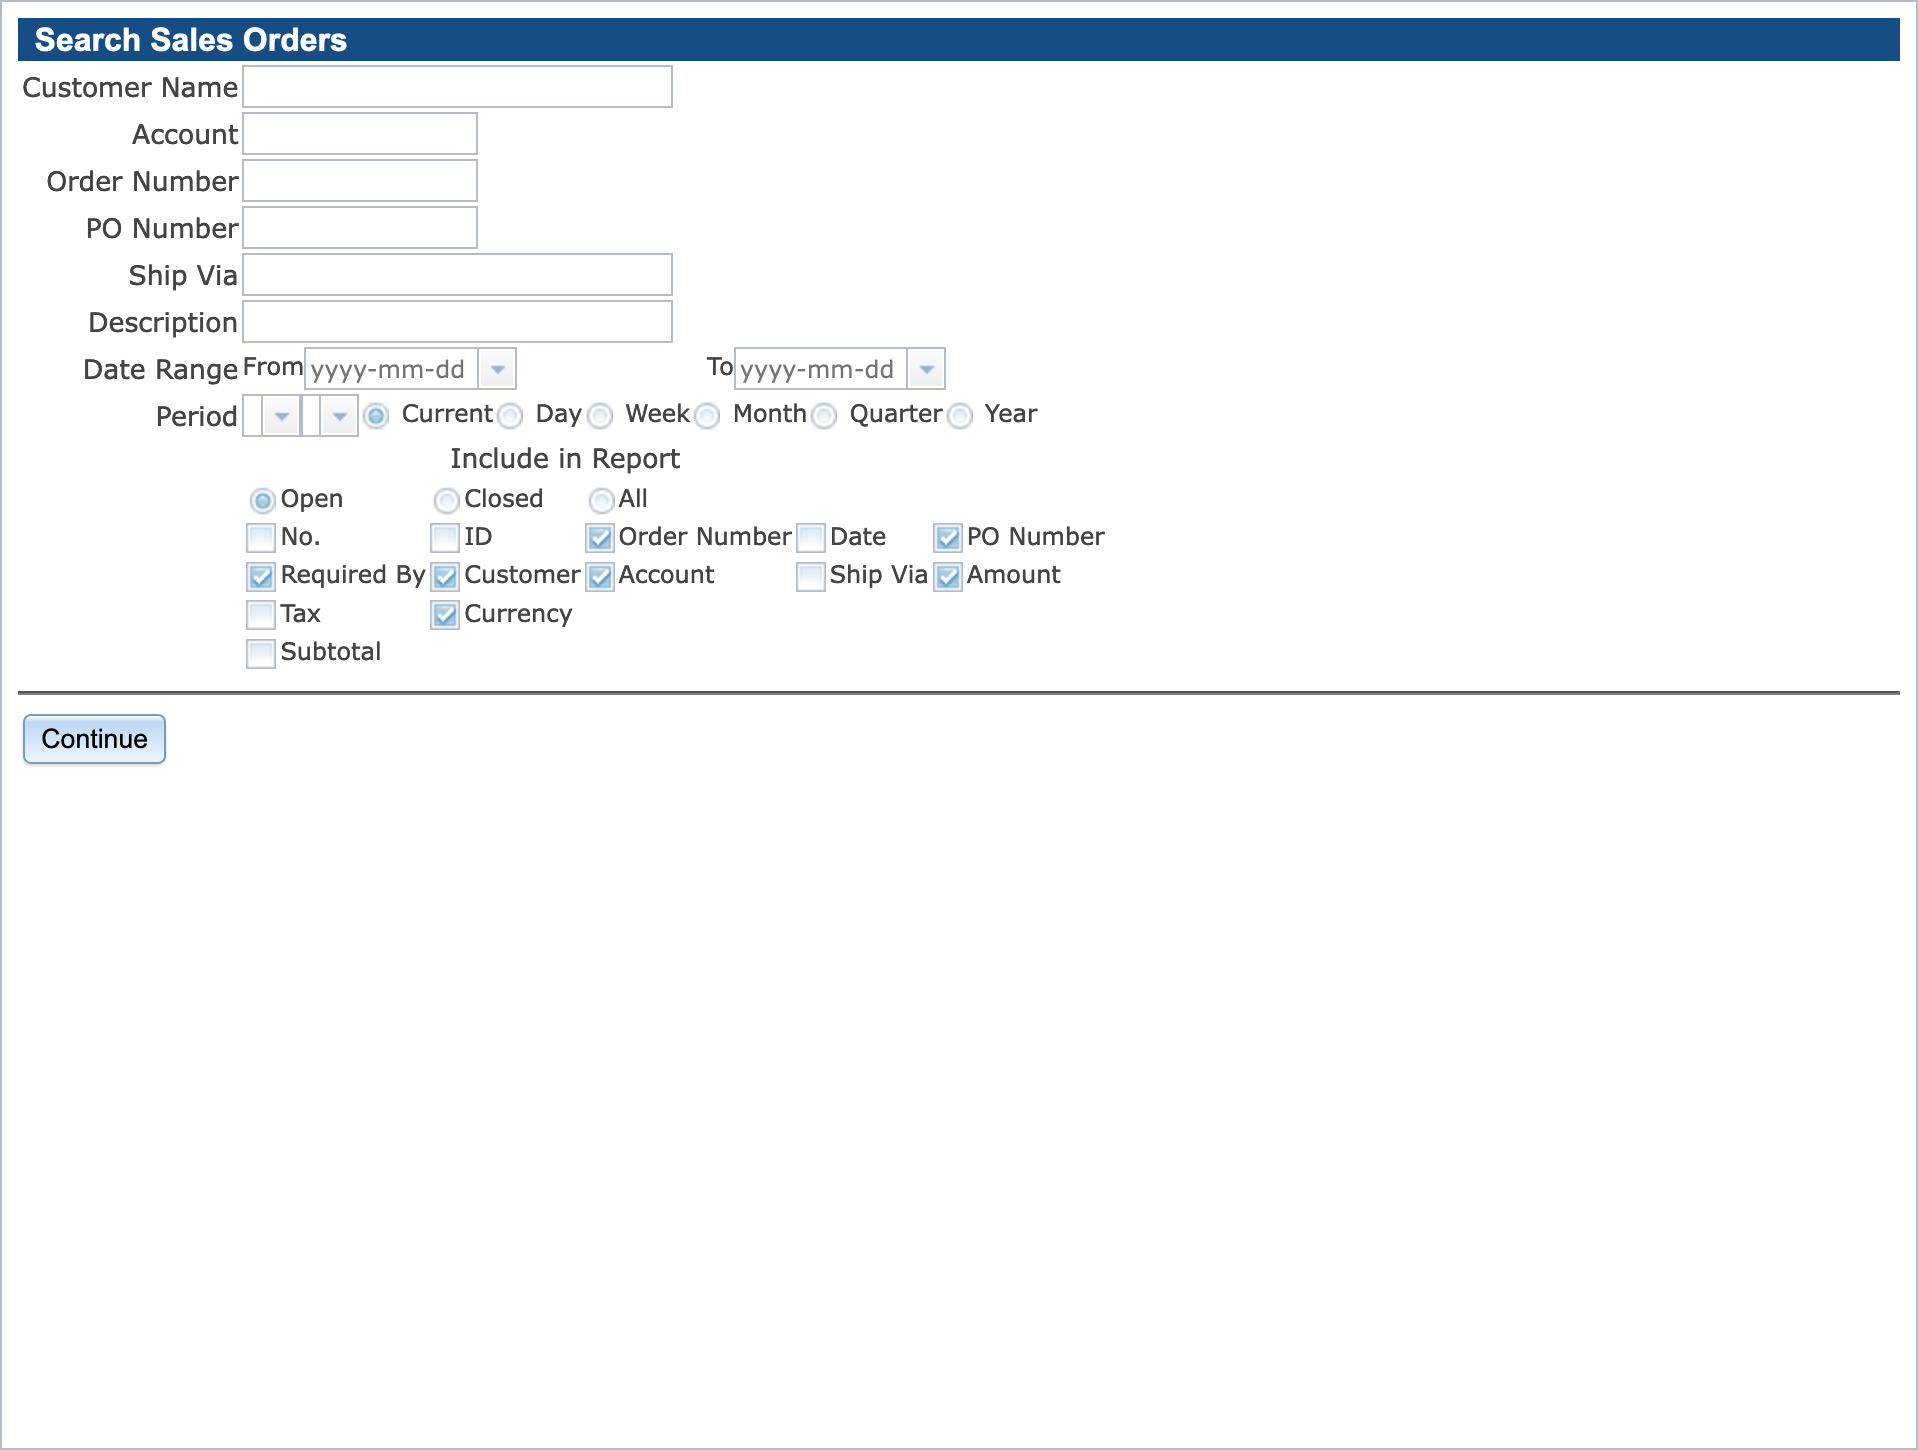 Search Sales Orders
Customer Name
Account
Order Number
PO Number
Ship Via
Description
Date Range From yyyy-mm-dd To yyyy-mm-dd
Period Current Day Week Month Quarter Year
Include in Report
Open Closed All
No. ID Order Number Date PO Number
Required By Customer Account Ship Via Amount
Tax Currency
Subtotal
Continue